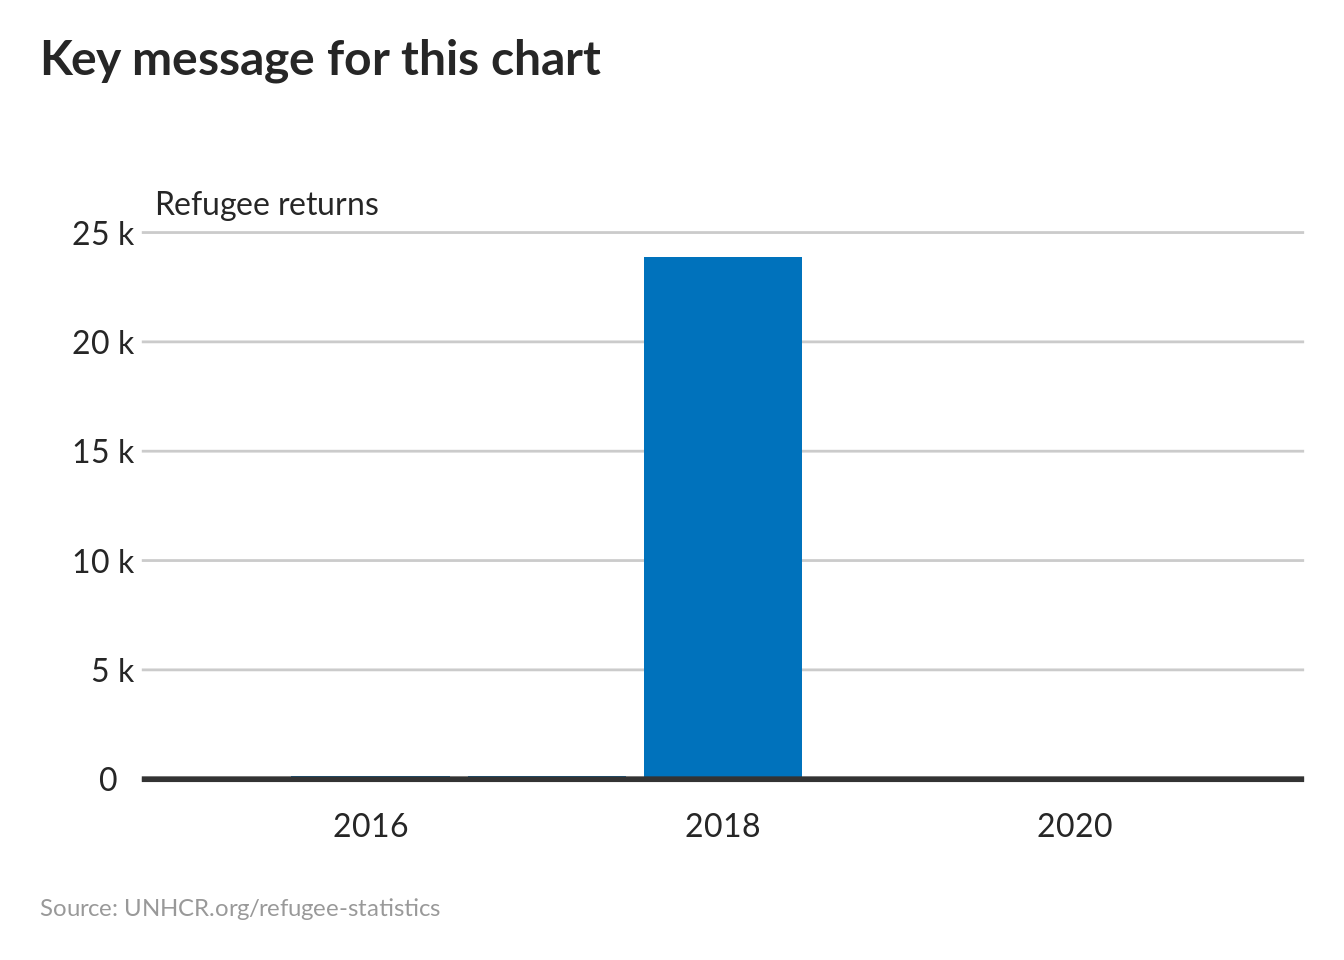 Key message for this chart
Refugee returns
25 k
20 k
15 k
10 k
5 k
0
2016 2018 2020
Source: UNHCR.org/refugee-statistics